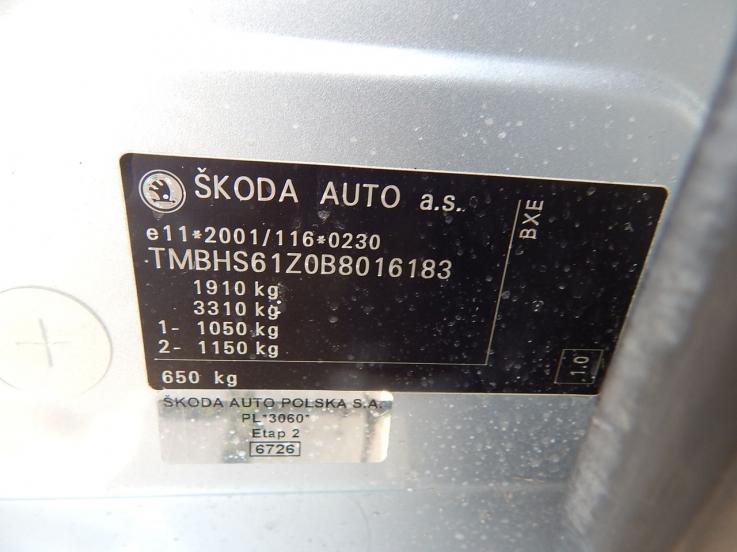 ŠKODA AUTO a.s.
e11*2001/116*0230
TMBHS61Z0B8016183
1910 kg
3310 kg
1- 1050 kg
2- 1150 kg
650 kg
BXE
1.0
ŠKODA AUTO POLSKA S.A.
PL*3060*
Etap 2
6726